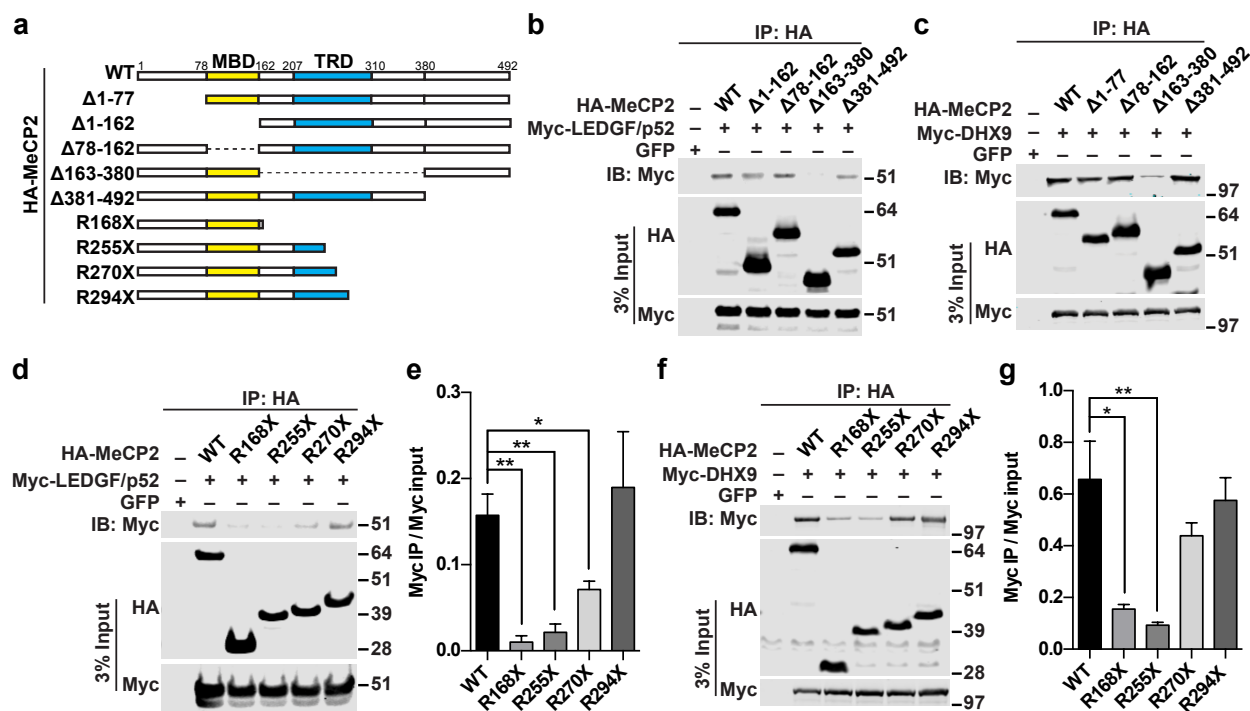 a
HA-MeCP2
MBD TRD
1 78 162 207 310 380 492
WT
Δ1-77
Δ1-162
Δ78-162
Δ163-380
Δ381-492
R168X
R255X
R270X
R294X
b
IP: HA
HA-MeCP2 – WT Δ1-162 Δ78-162 Δ163-380 Δ381-492
Myc-LEDGF/p52 – + + + + +
GFP + – – – – –
IB: Myc
51
3% Input
HA
64
51
Myc
51
c
IP: HA
HA-MeCP2 – WT Δ1-77 Δ78-162 Δ163-380 Δ381-492
Myc-DHX9 – + + + + +
GFP + – – – – –
IB: Myc
97
3% Input
HA
64
51
39
Myc
97
d
IP: HA
HA-MeCP2 – WT R168X R255X R270X R294X
Myc-LEDGF/p52 – + + + + +
GFP + – – – – –
IB: Myc
51
3% Input
HA
64
51
39
28
Myc
51
e
Myc IP / Myc input
0.3
0.2
0.1
0.0
*
**
**
WT R168X R255X R270X R294X
f
IP: HA
HA-MeCP2 – WT R168X R255X R270X R294X
Myc-DHX9 – + + + + +
GFP + – – – – –
IB: Myc
97
3% Input
HA
64
51
39
28
Myc
97
g
Myc IP / Myc input
1.0
0.8
0.6
0.4
0.2
0.0
**
*
WT R168X R255X R270X R294X